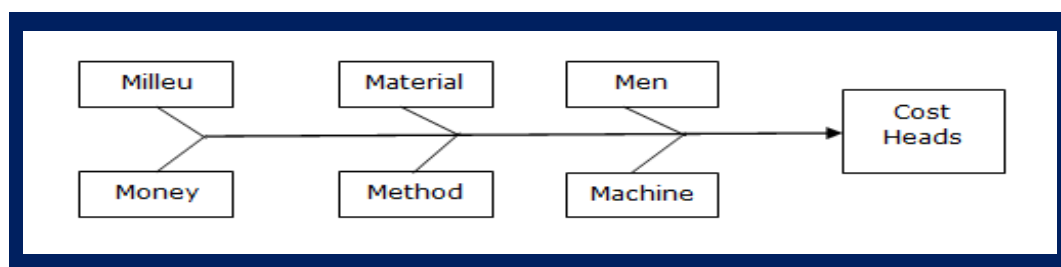 Milleu
Material
Men
Cost
Heads
Money
Method
Machine